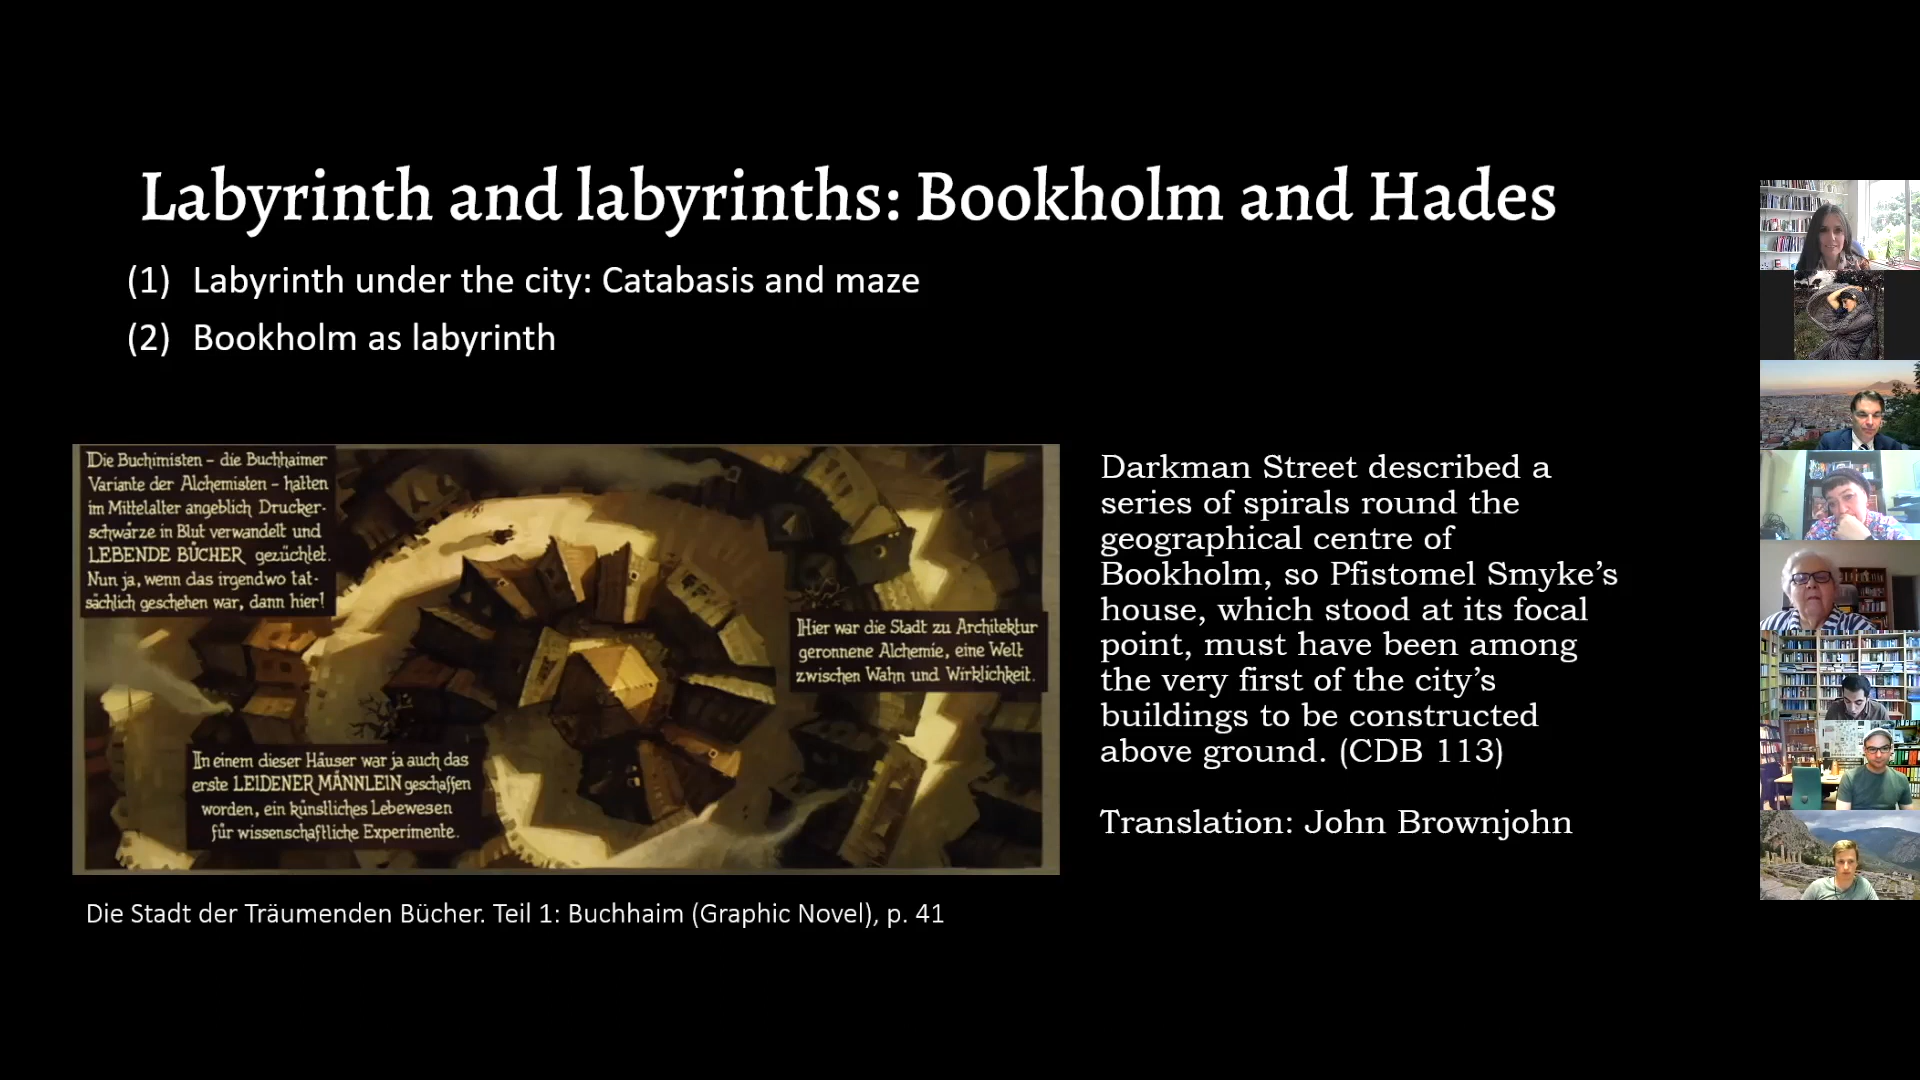 Labyrinth and labyrinths: Bookholm and Hades
(1) Labyrinth under the city: Catabasis and maze
(2) Bookholm as labyrinth
Die Buchimisten – die Buchhaimer
Variante der Alchemisten – hatten
im Mittelalter angeblich Drucker-
schwärze in Blut verwandelt und
LEBENDE BÜCHER gezüchtet.
Nun ja, wenn das irgendwo tat-
sächlich geschehen war, dann hier!
Hier war die Stadt zu Architektur
geronnene Alchemie, eine Welt
zwischen Wahn und Wirklichkeit.
In einem dieser Häuser war ja auch das
erste LEIDENER MÄNNLEIN geschaffen
worden, ein künstliches Lebewesen
für wissenschaftliche Experimente.
Die Stadt der Träumenden Bücher. Teil 1: Buchhaim (Graphic Novel), p. 41
Darkman Street described a
series of spirals round the
geographical centre of
Bookholm, so Pfistomel Smyke’s
house, which stood at its focal
point, must have been among
the very first of the city’s
buildings to be constructed
above ground. (CDB 113)
Translation: John Brownjohn